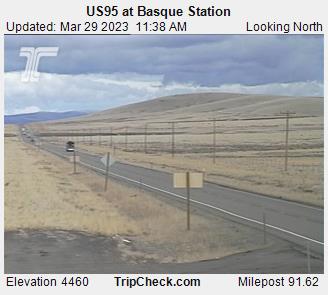 US95 at Basque Station
Updated: Mar 29 2023 11:38 AM Looking North
Elevation 4460 TripCheck.com Milepost 91.62